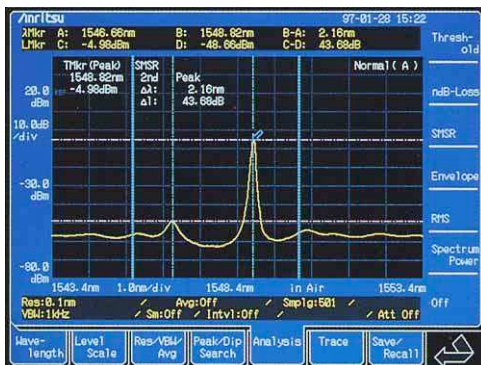 Anritsu 97-01-28 15:22
λMkr A: 1546.66nm B: 1548.82nm B-A: 2.16nm
LMkr C: -4.98dBm D: -48.66dBm C-D: 43.68dB
Thresh-
old
TMkr(Peak) SMSR Normal(A)
1548.82nm 2nd Peak
-4.98dBm Δλ: 2.16nm
Δl: 43.68dB
20.0
dBm
REF
ndB-Loss
10.0dB
/div
SMSR
-30.0
dBm
Envelope
RMS
Spectrum
Power
-80.0
dBm
1543.4nm 1.0nm/div 1548.4nm in Air 1553.4nm
Res:0.1nm / Avg:Off / Smplg:501 /
VBW:1kHz / Sm:Off / Intvl:Off / / Att Off
Off
Wave-
length
Level
Scale
Res/VBW/
Avg
Peak/Dip
Search
Analysis
Trace
Save/
Recall